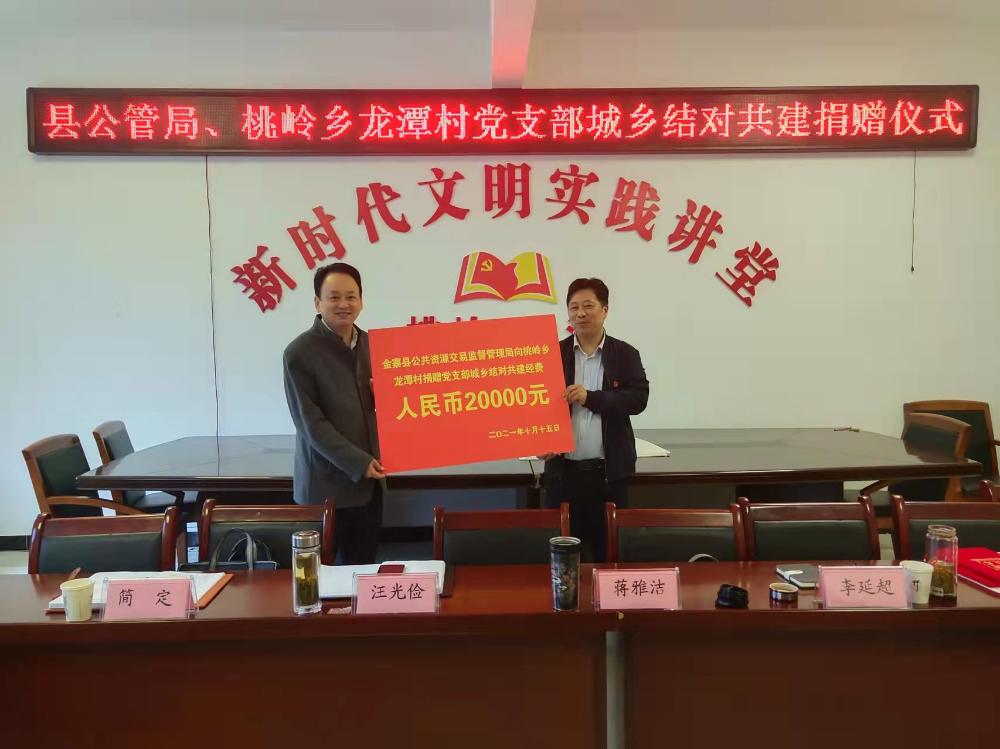 县公管局、桃岭乡龙潭村党支部城乡结对共建捐赠仪式
新时代文明实践讲堂
金寨县公共资源交易监督管理局向桃岭乡
龙潭村捐赠党支部城乡结对共建经费
人民币20000元
二〇二一年十月十五日
简 定
汪光俭
蒋雅洁
李延超